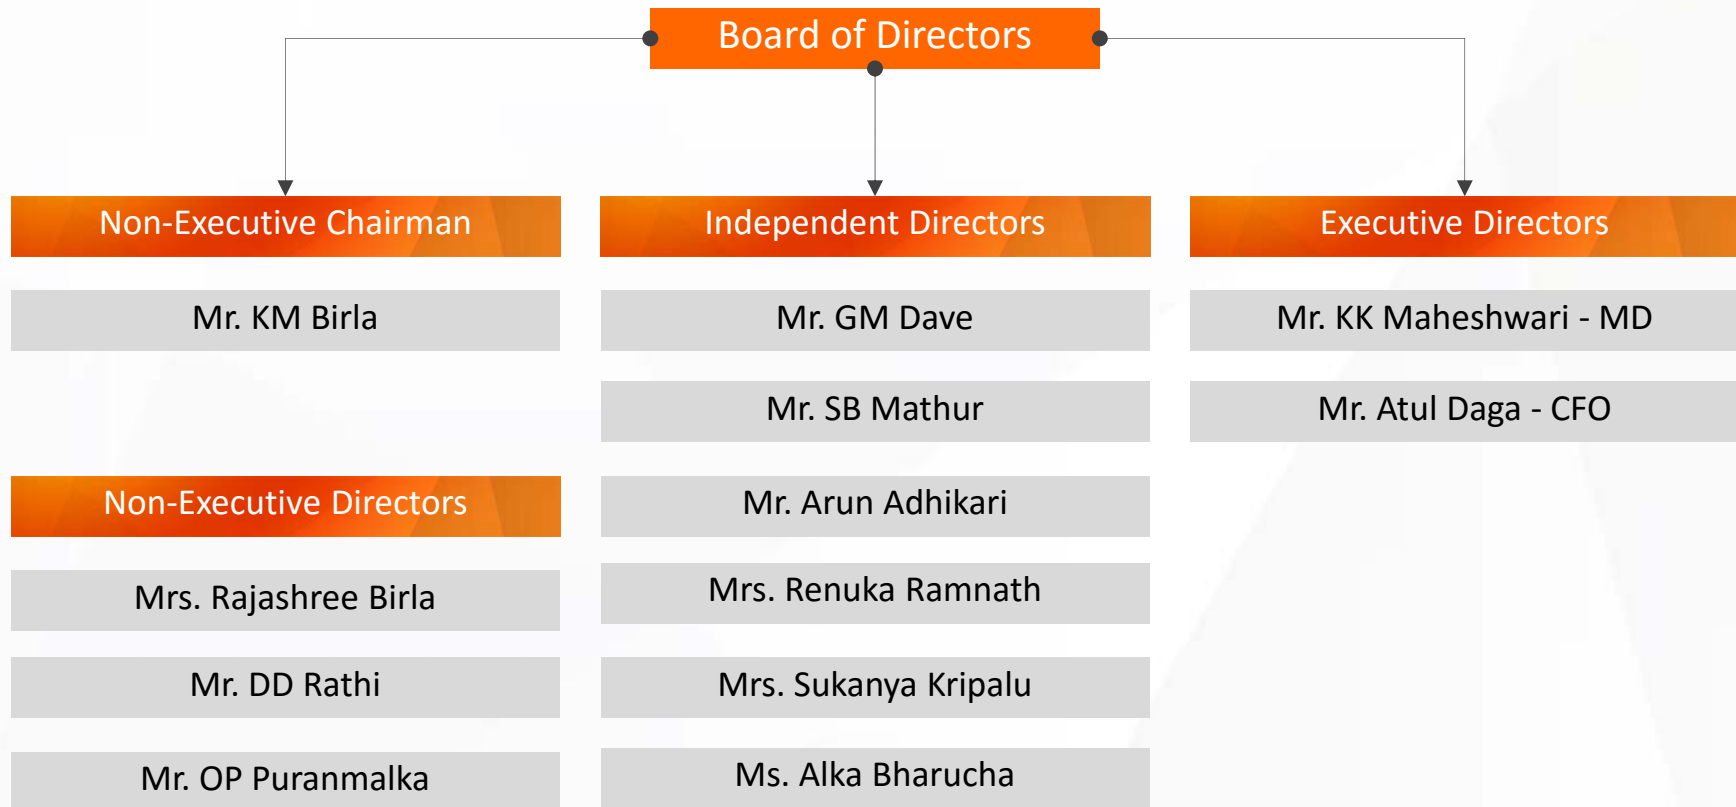 Board of Directors
Non-Executive Chairman
Mr. KM Birla
Non-Executive Directors
Mrs. Rajashree Birla
Mr. DD Rathi
Mr. OP Puranmalka
Independent Directors
Mr. GM Dave
Mr. SB Mathur
Mr. Arun Adhikari
Mrs. Renuka Ramnath
Mrs. Sukanya Kripalu
Ms. Alka Bharucha
Executive Directors
Mr. KK Maheshwari - MD
Mr. Atul Daga - CFO